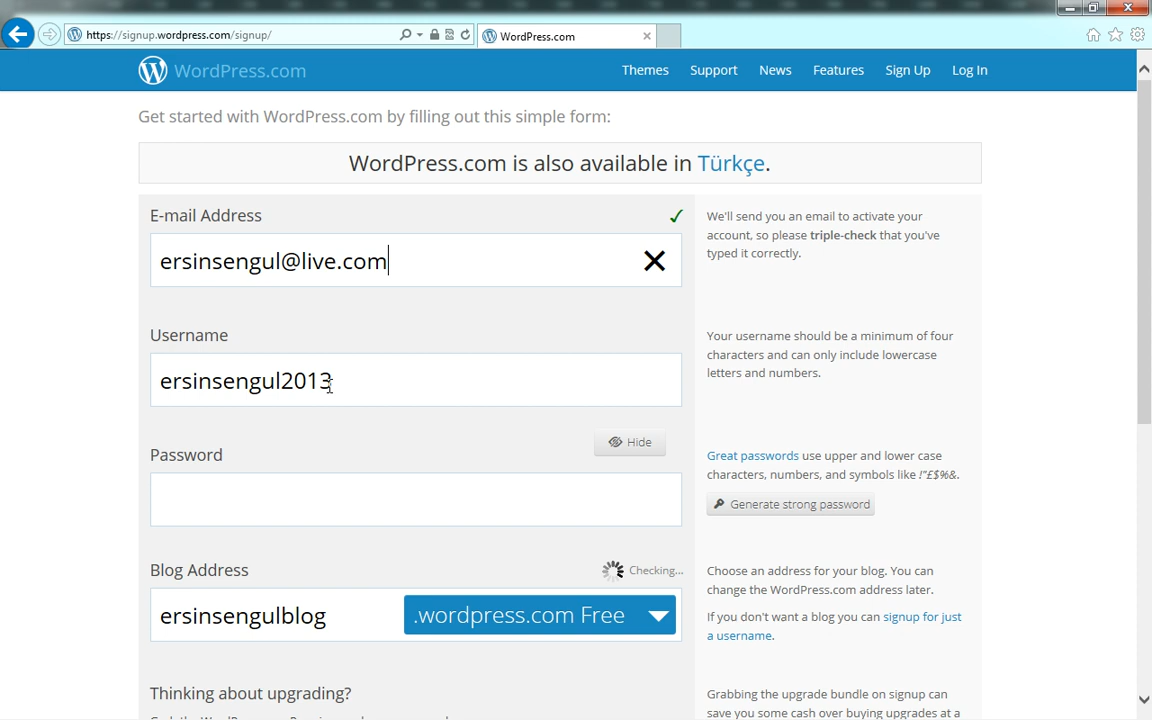 https://signup.wordpress.com/signup/
WordPress.com
WordPress.com
Themes
Support
News
Features
Sign Up
Log In
Get started with WordPress.com by filling out this simple form:
WordPress.com is also available in Türkçe.
E-mail Address
ersinsengul@live.com
We'll send you an email to activate your
account, so please triple-check that you've
typed it correctly.
Username
ersinsengul2013
Your username should be a minimum of four
characters and can only include lowercase
letters and numbers.
Password
Hide
Great passwords use upper and lower case
characters, numbers, and symbols like !"£$%&.
Generate strong password
Blog Address
Checking...
ersinsengulblog
.wordpress.com Free
Choose an address for your blog. You can
change the WordPress.com address later.
If you don't want a blog you can signup for just
a username.
Thinking about upgrading?
Grabbing the upgrade bundle on signup can
save you some cash over buying upgrades at a